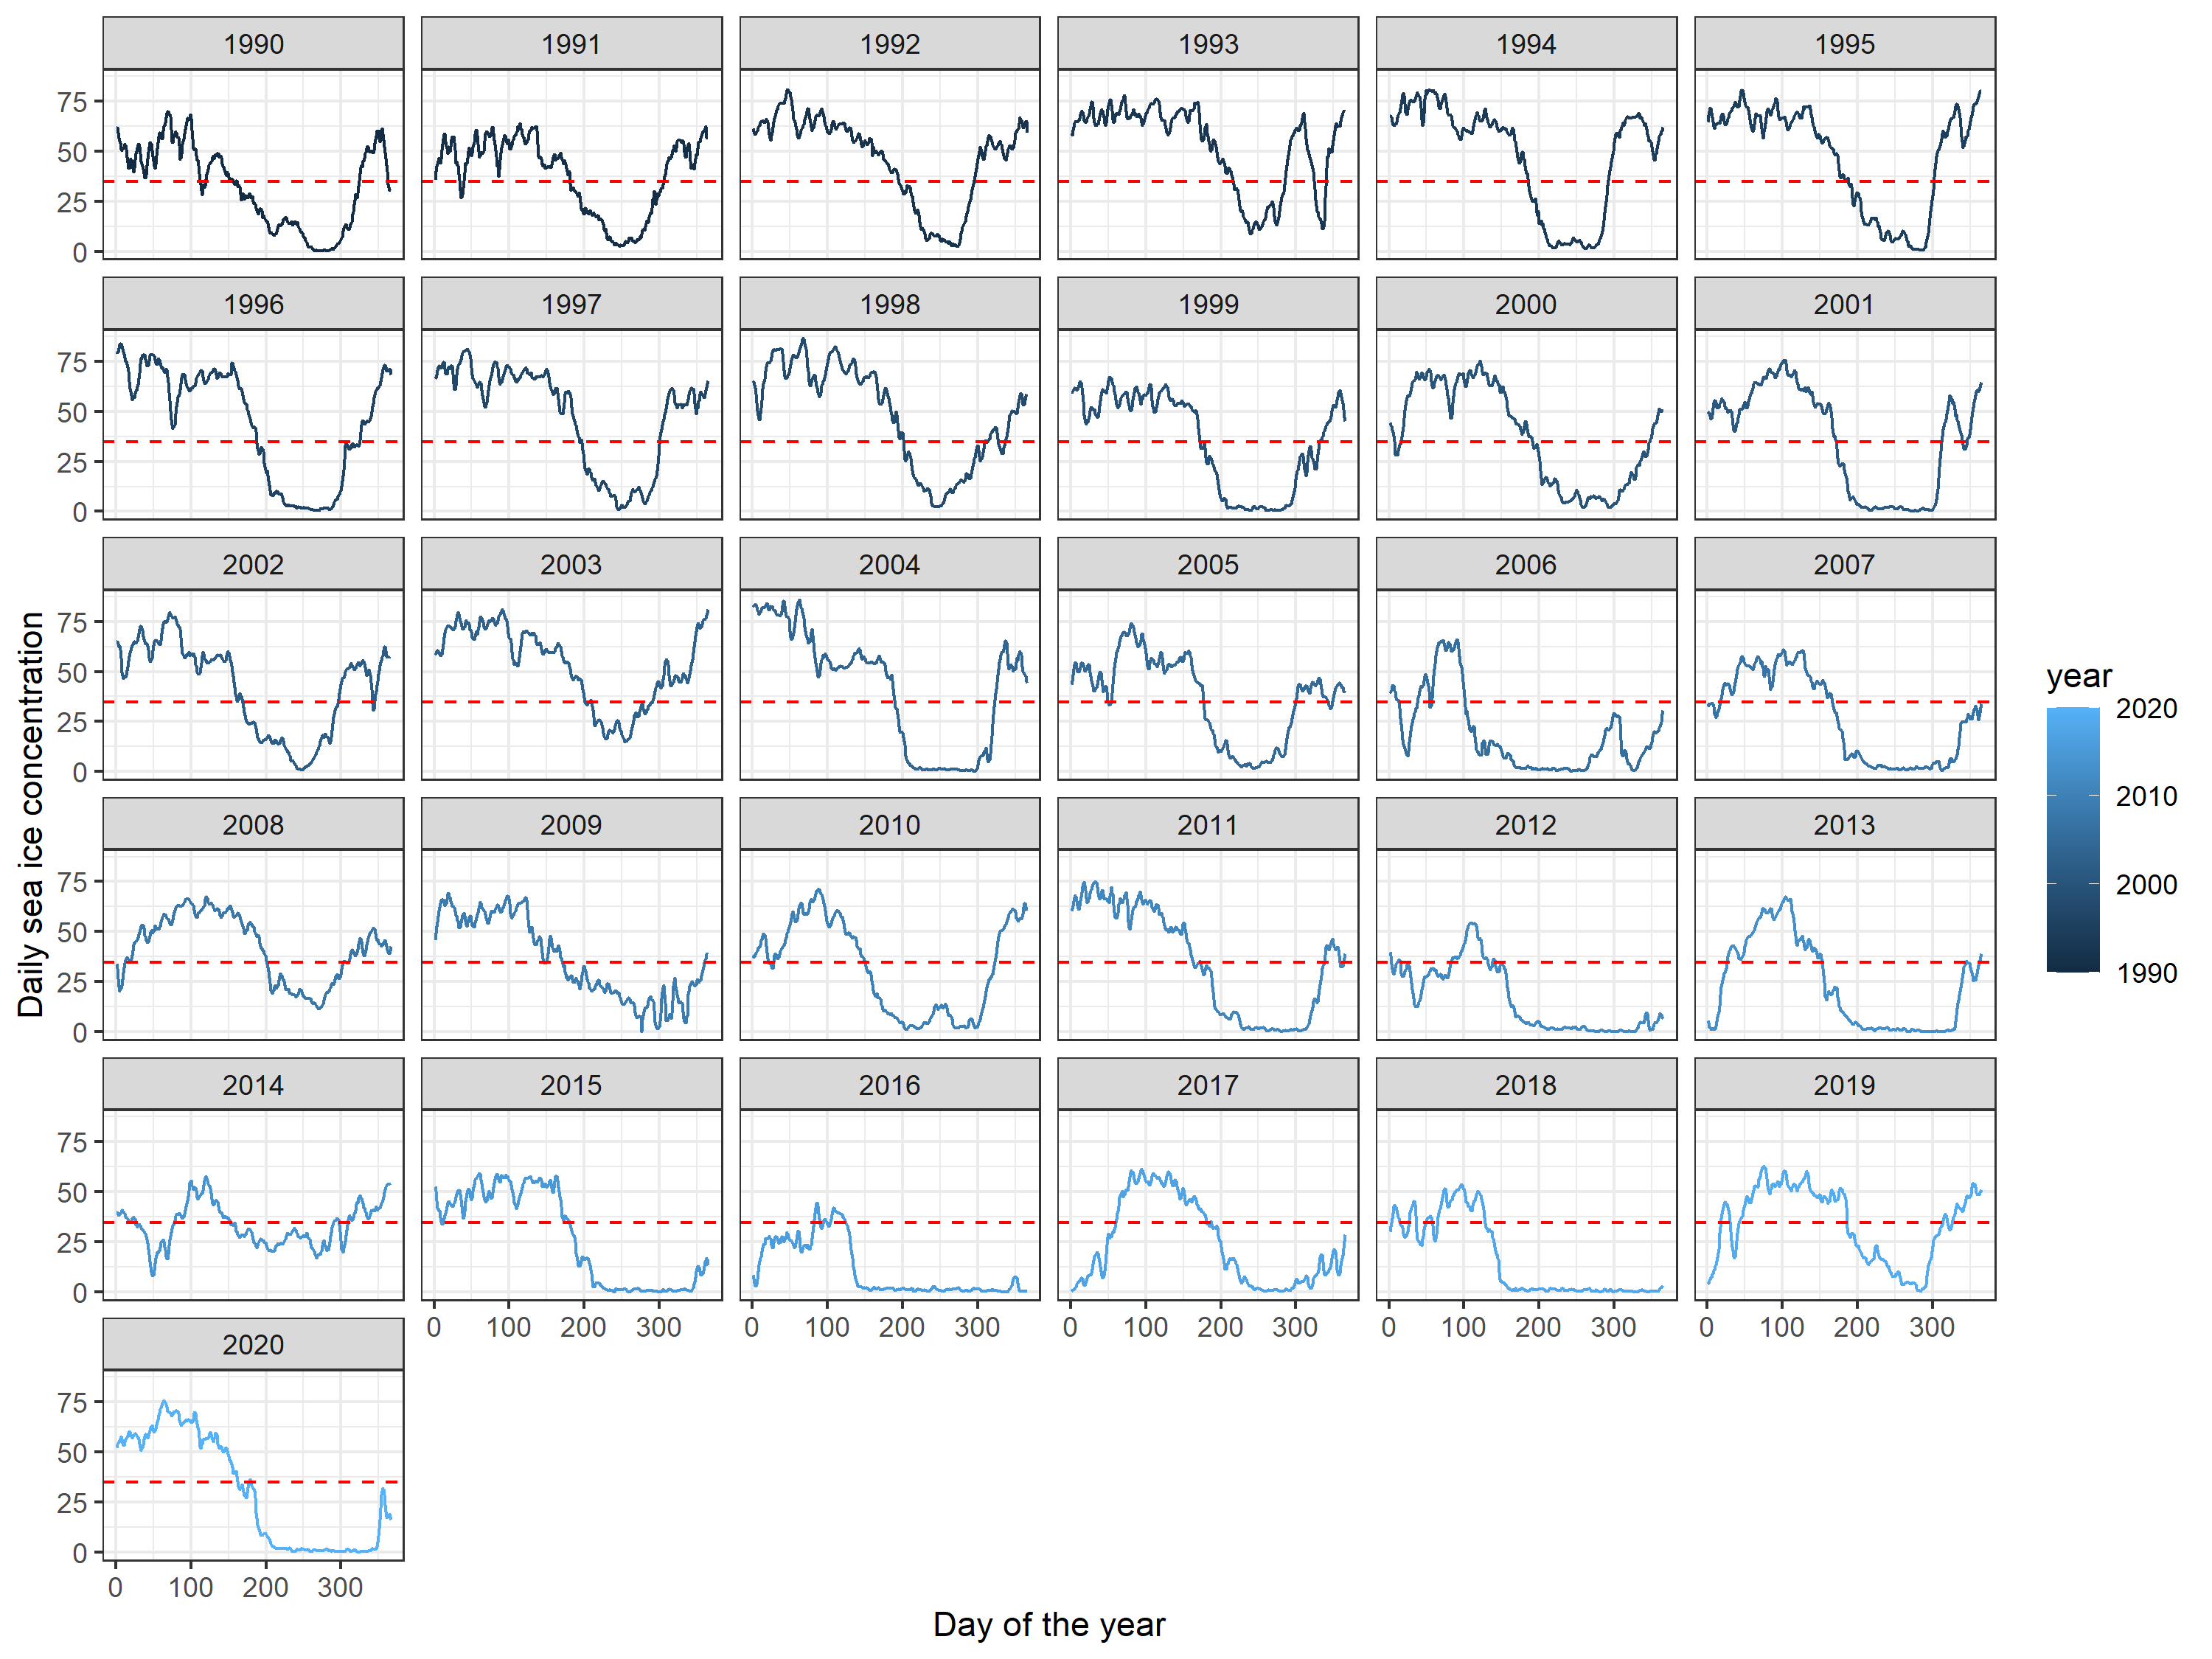 1990 1991 1992 1993 1994 1995
75
50
25
0
1996 1997 1998 1999 2000 2001
75
50
25
0
2002 2003 2004 2005 2006 2007
75
50
25
0
2008 2009 2010 2011 2012 2013
75
50
25
0
2014 2015 2016 2017 2018 2019
75
50
25
0
0 100 200 300 0 100 200 300 0 100 200 300 0 100 200 300 0 100 200 300
2020
75
50
25
0
0 100 200 300
Day of the year
Daily sea ice concentration
year
2020
2010
2000
1990